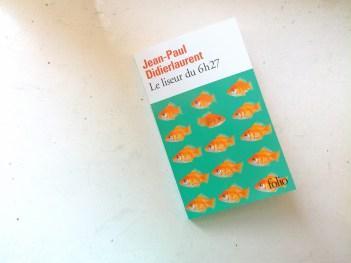 Jean-Paul
Didierlaurent
Le liseur du 6h27
folio